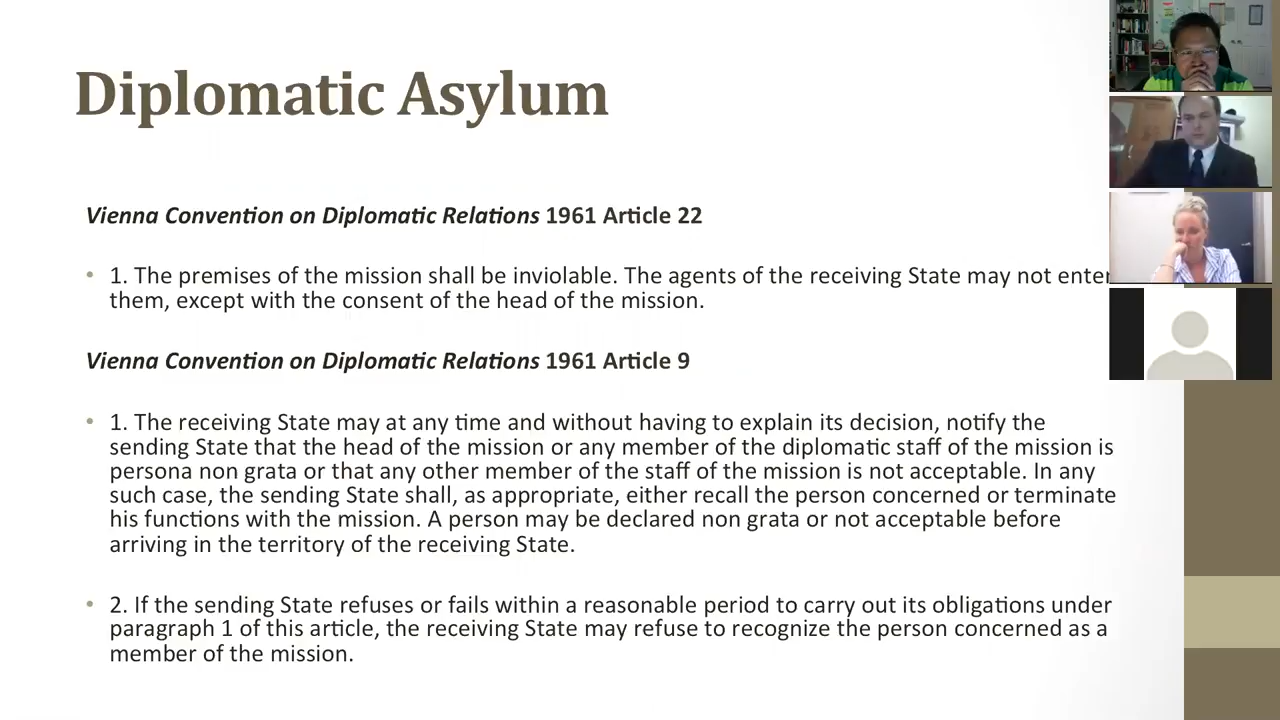 Diplomatic Asylum
Vienna Convention on Diplomatic Relations 1961 Article 22
• 1. The premises of the mission shall be inviolable. The agents of the receiving State may not enter
them, except with the consent of the head of the mission.
Vienna Convention on Diplomatic Relations 1961 Article 9
• 1. The receiving State may at any time and without having to explain its decision, notify the
sending State that the head of the mission or any member of the diplomatic staff of the mission is
persona non grata or that any other member of the staff of the mission is not acceptable. In any
such case, the sending State shall, as appropriate, either recall the person concerned or terminate
his functions with the mission. A person may be declared non grata or not acceptable before
arriving in the territory of the receiving State.
• 2. If the sending State refuses or fails within a reasonable period to carry out its obligations under
paragraph 1 of this article, the receiving State may refuse to recognize the person concerned as a
member of the mission.